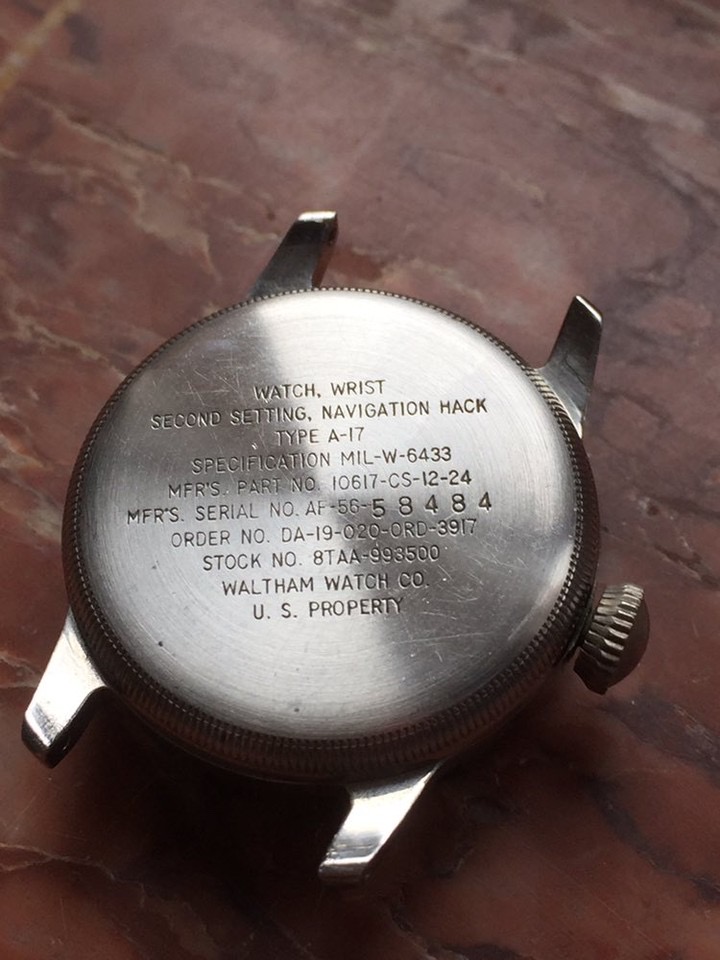 WATCH, WRIST
SECOND SETTING, NAVIGATION HACK
TYPE A-17
SPECIFICATION MIL-W-6433
MFR'S. PART NO. 10617-CS-12-24
MFR'S. SERIAL NO. AF-56-58484
ORDER NO. DA-19-020-ORD-3917
STOCK NO. 8TAA-993500
WALTHAM WATCH CO.
U. S. PROPERTY